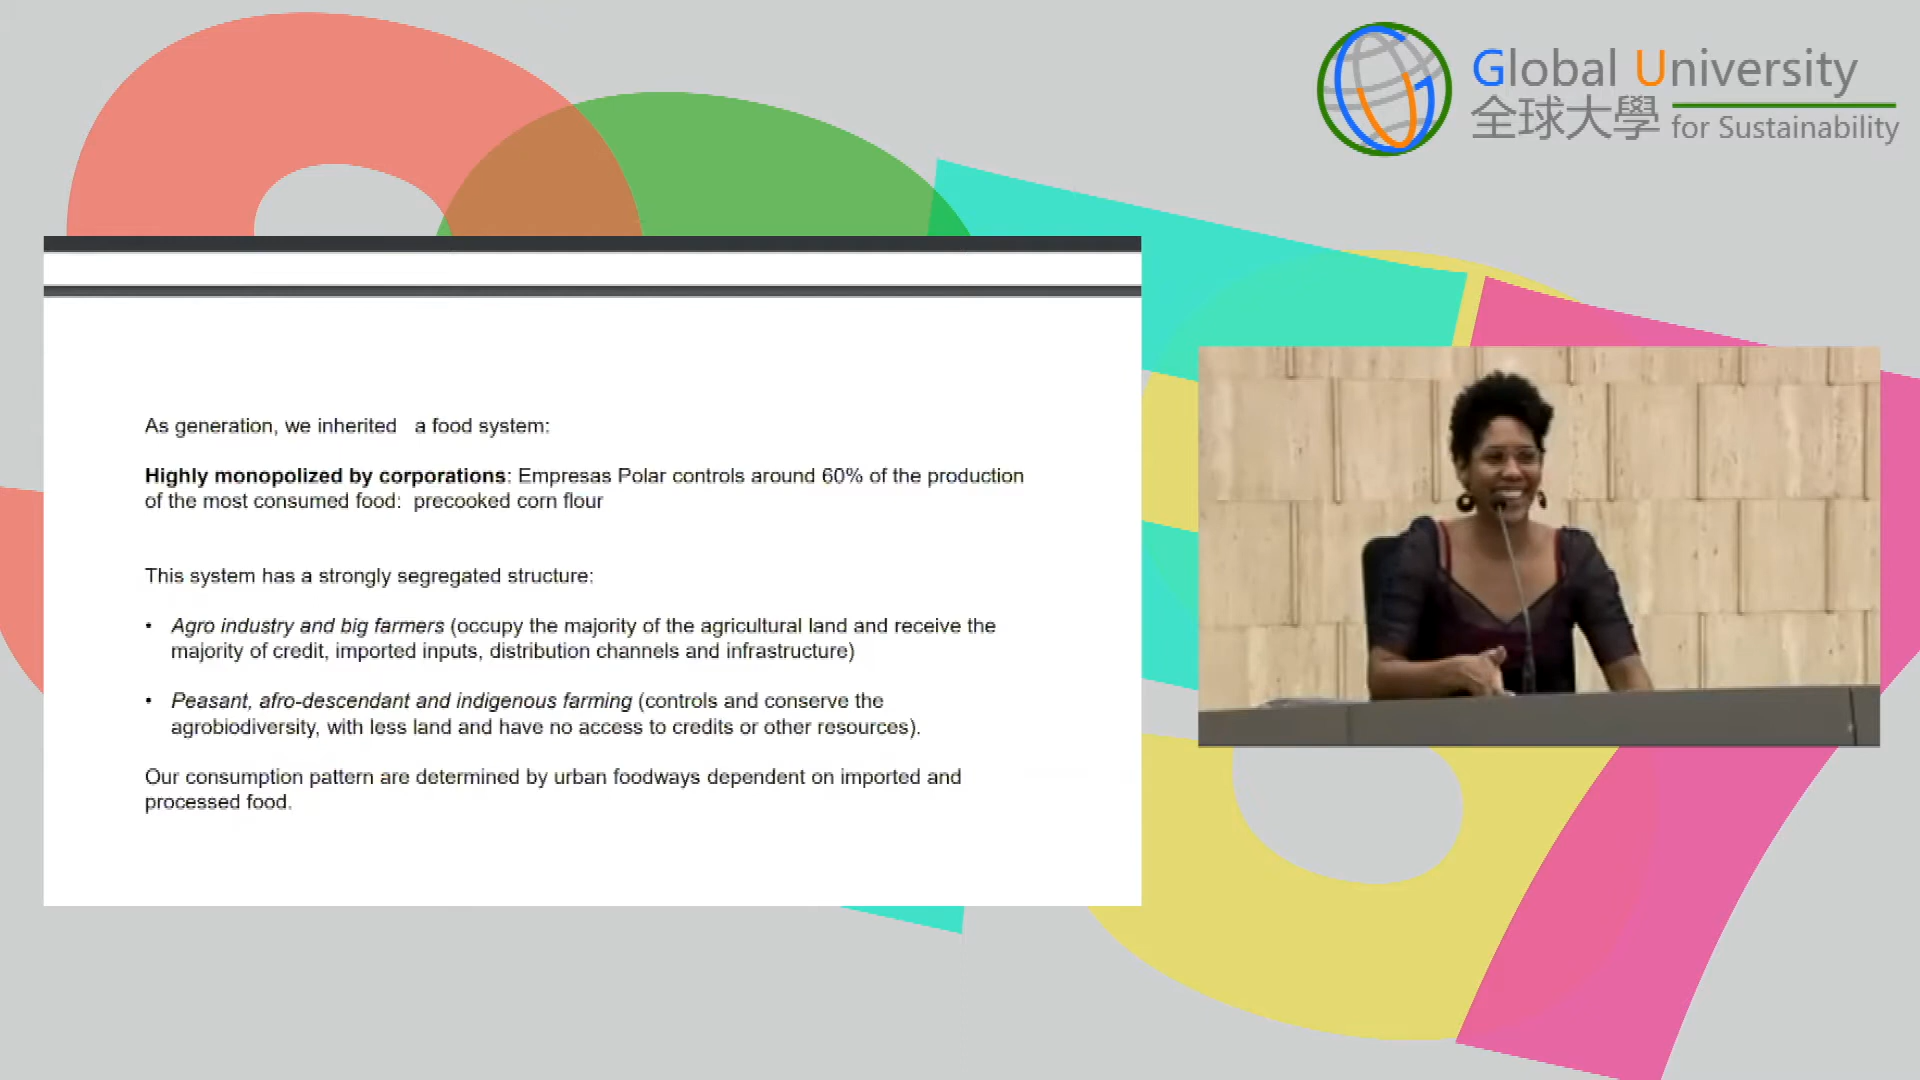 Global University
全球大學 for Sustainability
As generation, we inherited a food system:
Highly monopolized by corporations: Empresas Polar controls around 60% of the production
of the most consumed food: precooked corn flour
This system has a strongly segregated structure:
• Agro industry and big farmers (occupy the majority of the agricultural land and receive the
majority of credit, imported inputs, distribution channels and infrastructure)
• Peasant, afro-descendant and indigenous farming (controls and conserve the
agrobiodiversity, with less land and have no access to credits or other resources).
Our consumption pattern are determined by urban foodways dependent on imported and
processed food.